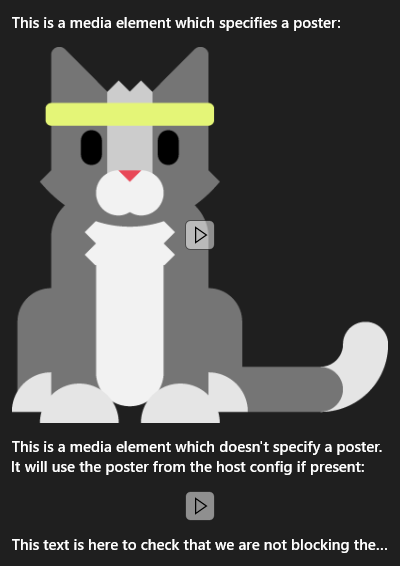 This is a media element which specifies a poster:
This is a media element which doesn't specify a poster.
It will use the poster from the host config if present:
This text is here to check that we are not blocking the...